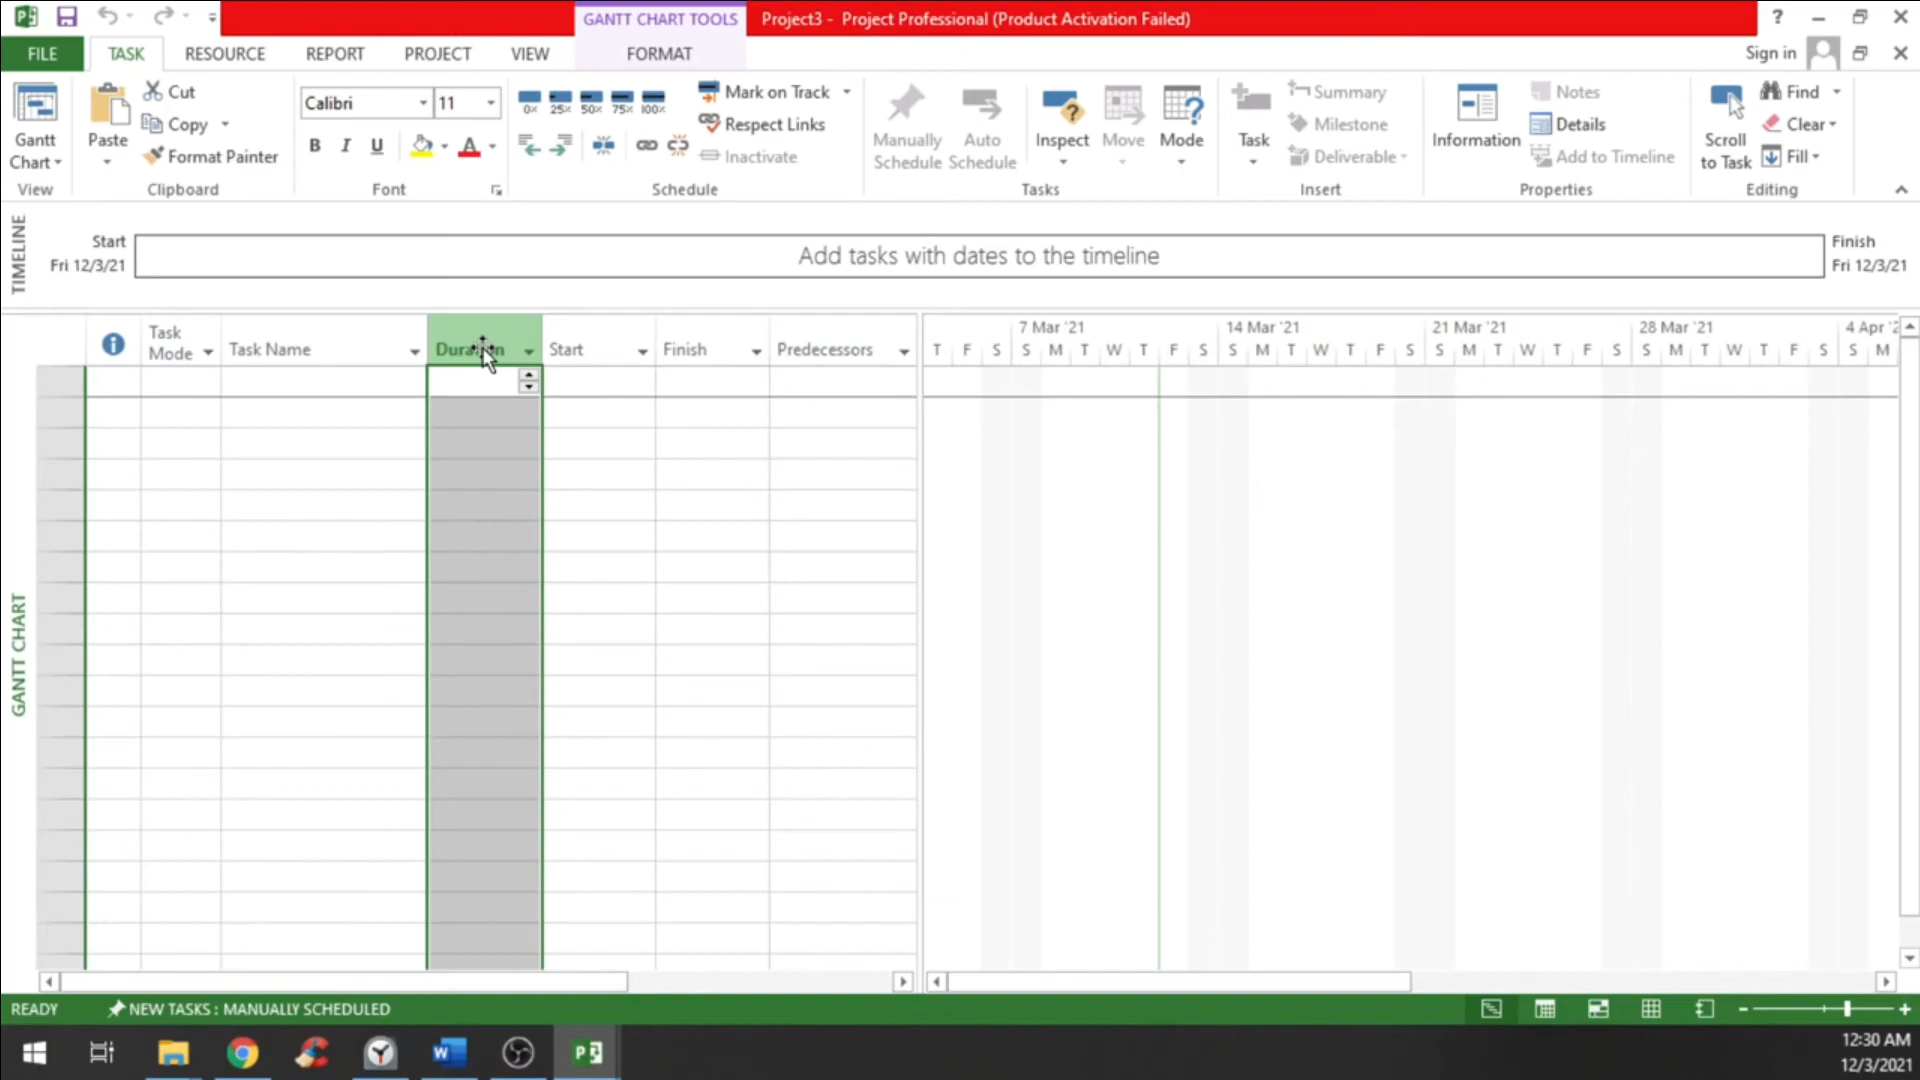 GANTT CHART TOOLS
Project3 - Project Professional (Product Activation Failed)
FILE TASK RESOURCE REPORT PROJECT VIEW FORMAT
Sign in
Gantt Chart
View
Paste
Cut
Copy
Format Painter
Clipboard
Calibri 11
B I U A
Font
0% 25% 50% 75% 100%
Mark on Track
Respect Links
Inactivate
Schedule
Manually Schedule
Auto Schedule
Inspect
Move
Mode
Tasks
Task
Summary
Milestone
Deliverable
Insert
Information
Notes
Details
Add to Timeline
Properties
Scroll to Task
Find
Clear
Fill
Editing
TIMELINE
Start
Fri 12/3/21
Add tasks with dates to the timeline
Finish
Fri 12/3/21
Task Mode
Task Name
Duration
Start
Finish
Predecessors
7 Mar '21 14 Mar '21 21 Mar '21 28 Mar '21 4 Apr '2
T F S S M T W T F S S M T W T F S S M T W T F S S M T W T F S S M
GANTT CHART
READY NEW TASKS : MANUALLY SCHEDULED
12:30 AM
12/3/2021